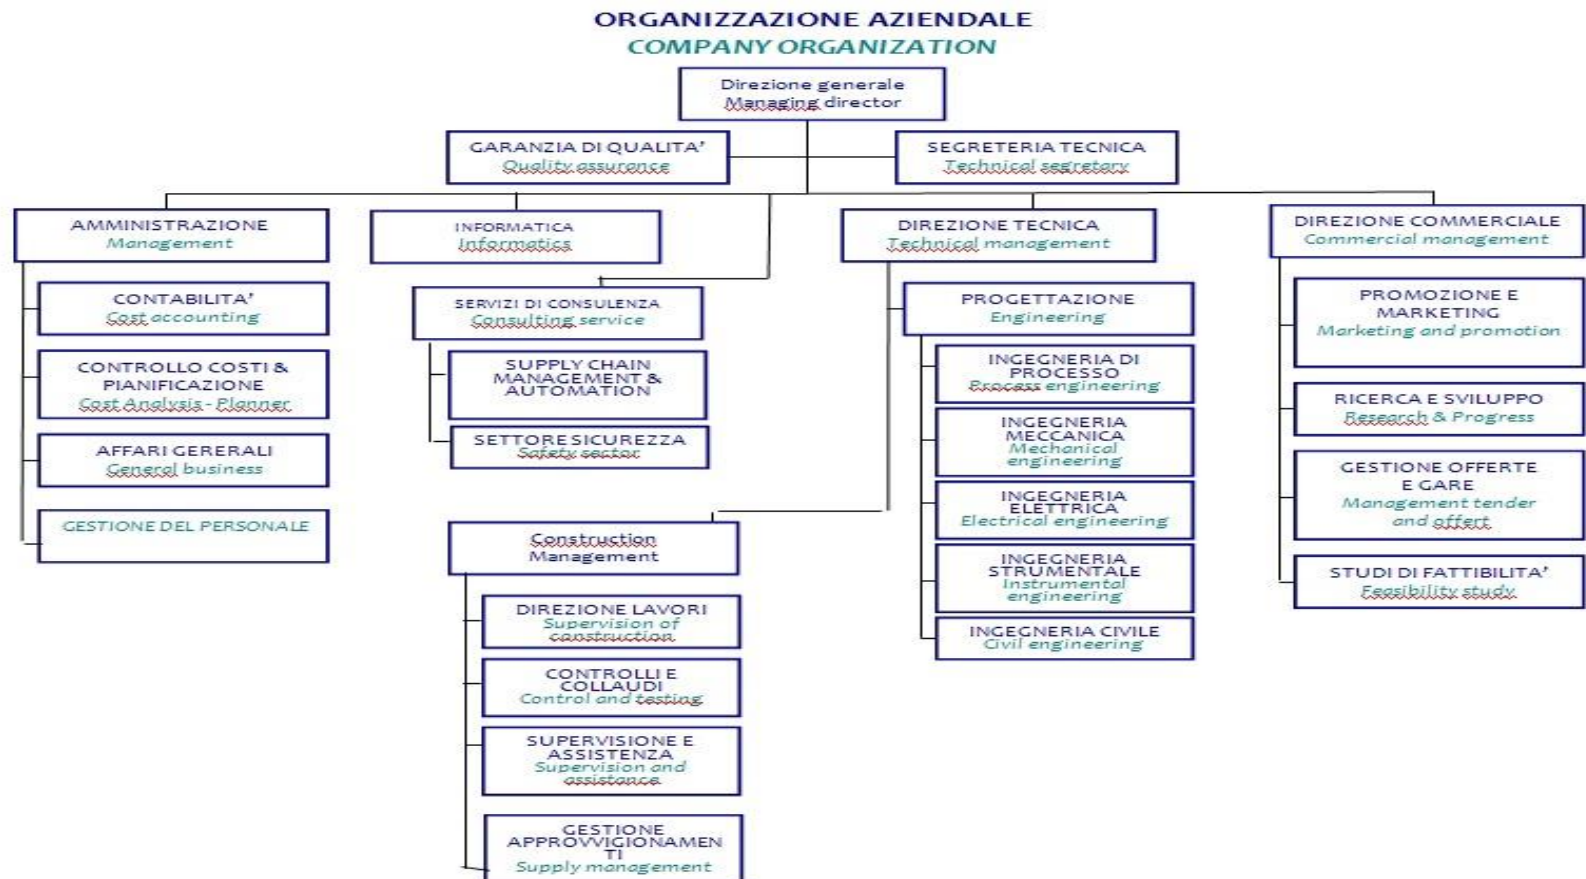 ORGANIZZAZIONE AZIENDALE
COMPANY ORGANIZATION
Direzione generale
Managing director
GARANZIA DI QUALITA’
Quality assurance
SEGRETERIA TECNICA
Technical segretary
AMMINISTRAZIONE
Management
CONTABILITA’
Cost accounting
CONTROLLO COSTI &
PIANIFICAZIONE
Cost Analysis - Planner
AFFARI GERERALI
General business
GESTIONE DEL PERSONALE
INFORMATICA
Informatics
SERVIZI DI CONSULENZA
Consulting service
SUPPLY CHAIN
MANAGEMENT &
AUTOMATION
SETTORE SICUREZZA
Safety sector
DIREZIONE TECNICA
Technical management
PROGETTAZIONE
Engineering
INGEGNERIA DI
PROCESSO
Process engineering
INGEGNERIA
MECCANICA
Mechanical
engineering
INGEGNERIA
ELETTRICA
Electrical engineering
INGEGNERIA
STRUMENTALE
Instrumental
engineering
INGEGNERIA CIVILE
Civil engineering
Construction
Management
DIREZIONE LAVORI
Supervision of
canstruction
CONTROLLI E
COLLAUDI
Control and testing
SUPERVISIONE E
ASSISTENZA
Supervision and
assistance
GESTIONE
APPROVVIGIONAMEN
TI
Supply management
DIREZIONE COMMERCIALE
Commercial management
PROMOZIONE E
MARKETING
Marketing and promotion
RICERCA E SVILUPPO
Research & Progress
GESTIONE OFFERTE
E GARE
Management tender
and offert
STUDI DI FATTIBILITA’
Feasibility study